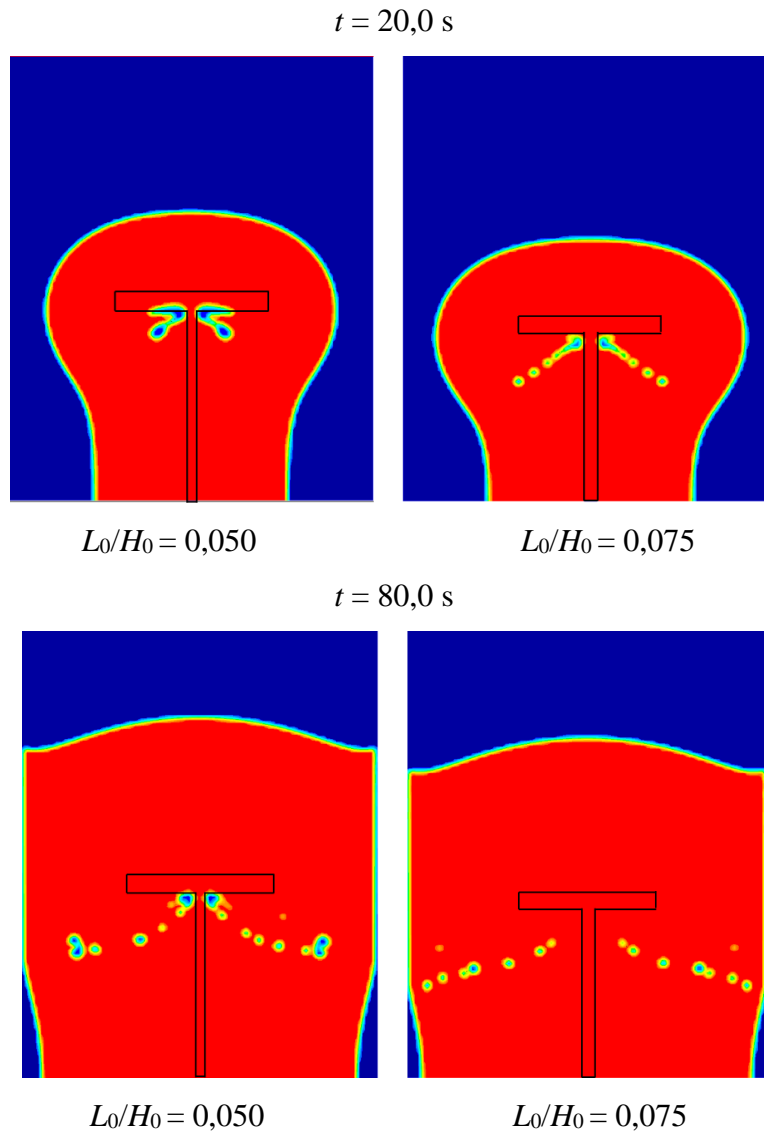 t = 20,0 s
L0/H0 = 0,050 L0/H0 = 0,075
t = 80,0 s
L0/H0 = 0,050 L0/H0 = 0,075